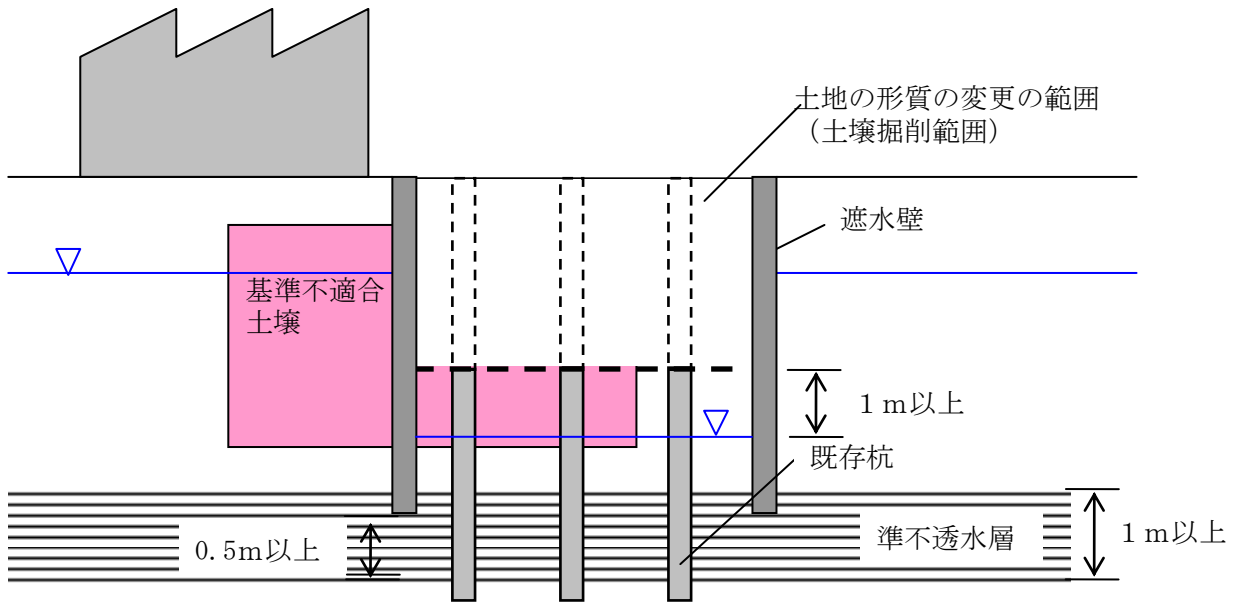 土地の形質の変更の範囲
（土壌掘削範囲）
遮水壁
基準不適合
土壌
１ｍ以上
既存杭
0.5m以上
準不透水層
１ｍ以上